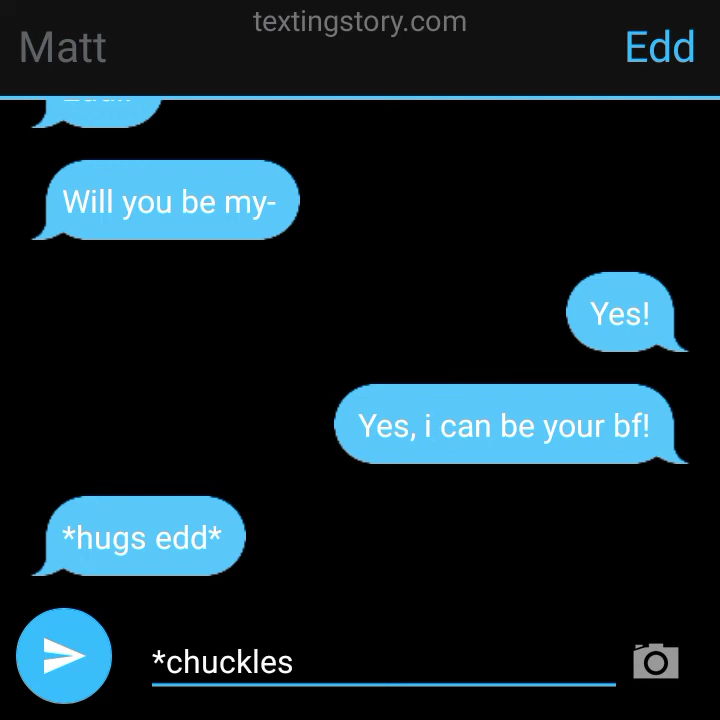 textingstory.com
Matt
Edd
Will you be my-
Yes!
Yes, i can be your bf!
*hugs edd*
*chuckles